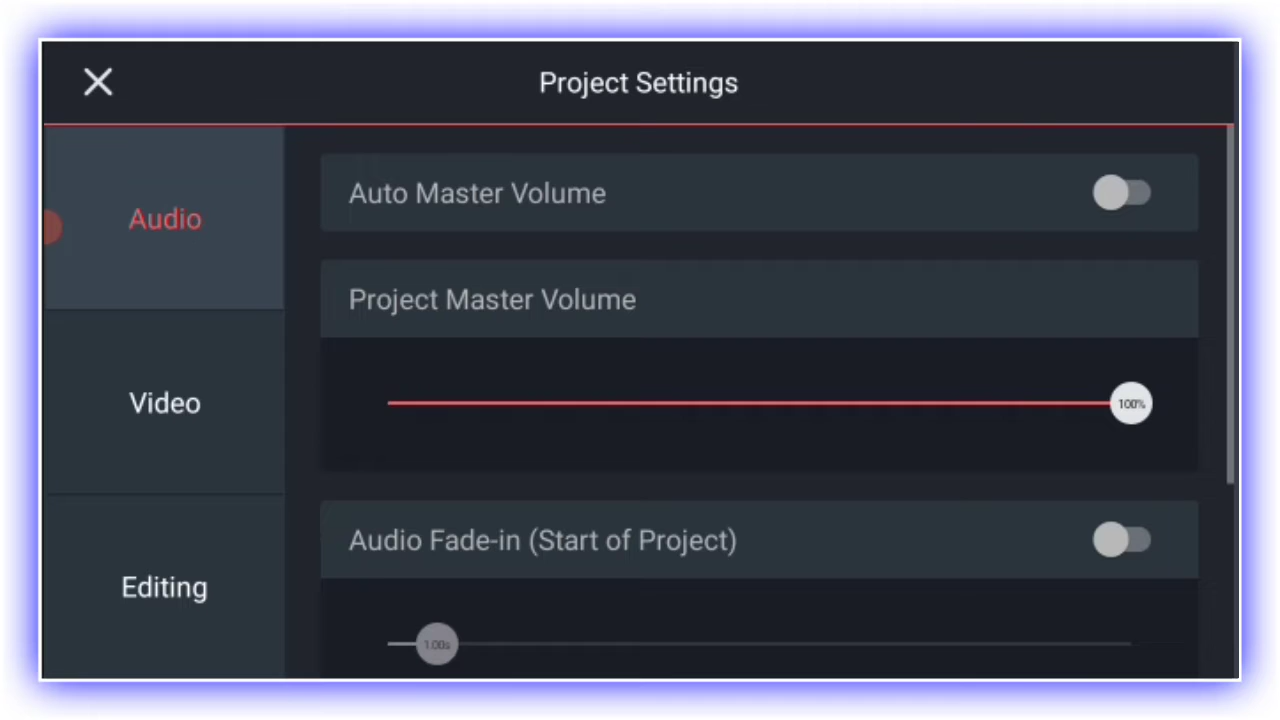 Project Settings
Audio
Auto Master Volume
Project Master Volume
Video
100%
Audio Fade-in (Start of Project)
Editing
1.00s